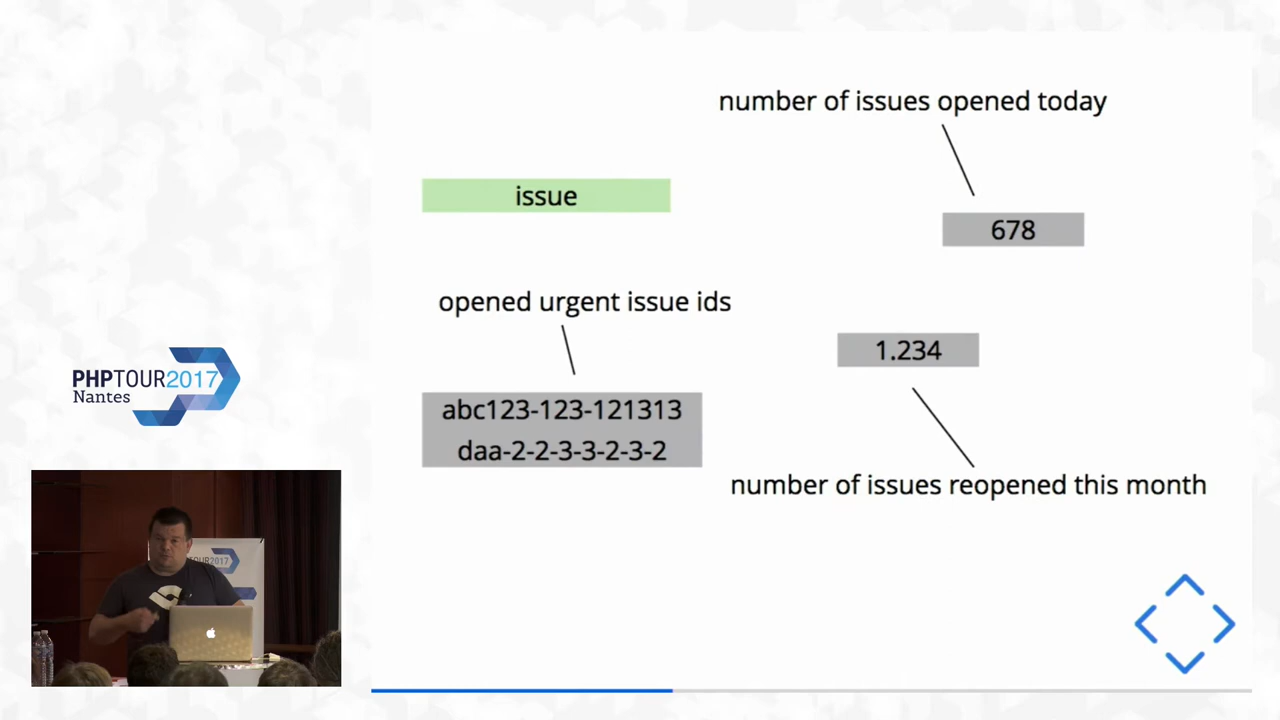 number of issues opened today
issue
678
opened urgent issue ids
1.234
abc123-123-121313
daa-2-2-3-3-2-3-2
number of issues reopened this month
PHPTOUR2017
Nantes
TOUR2017